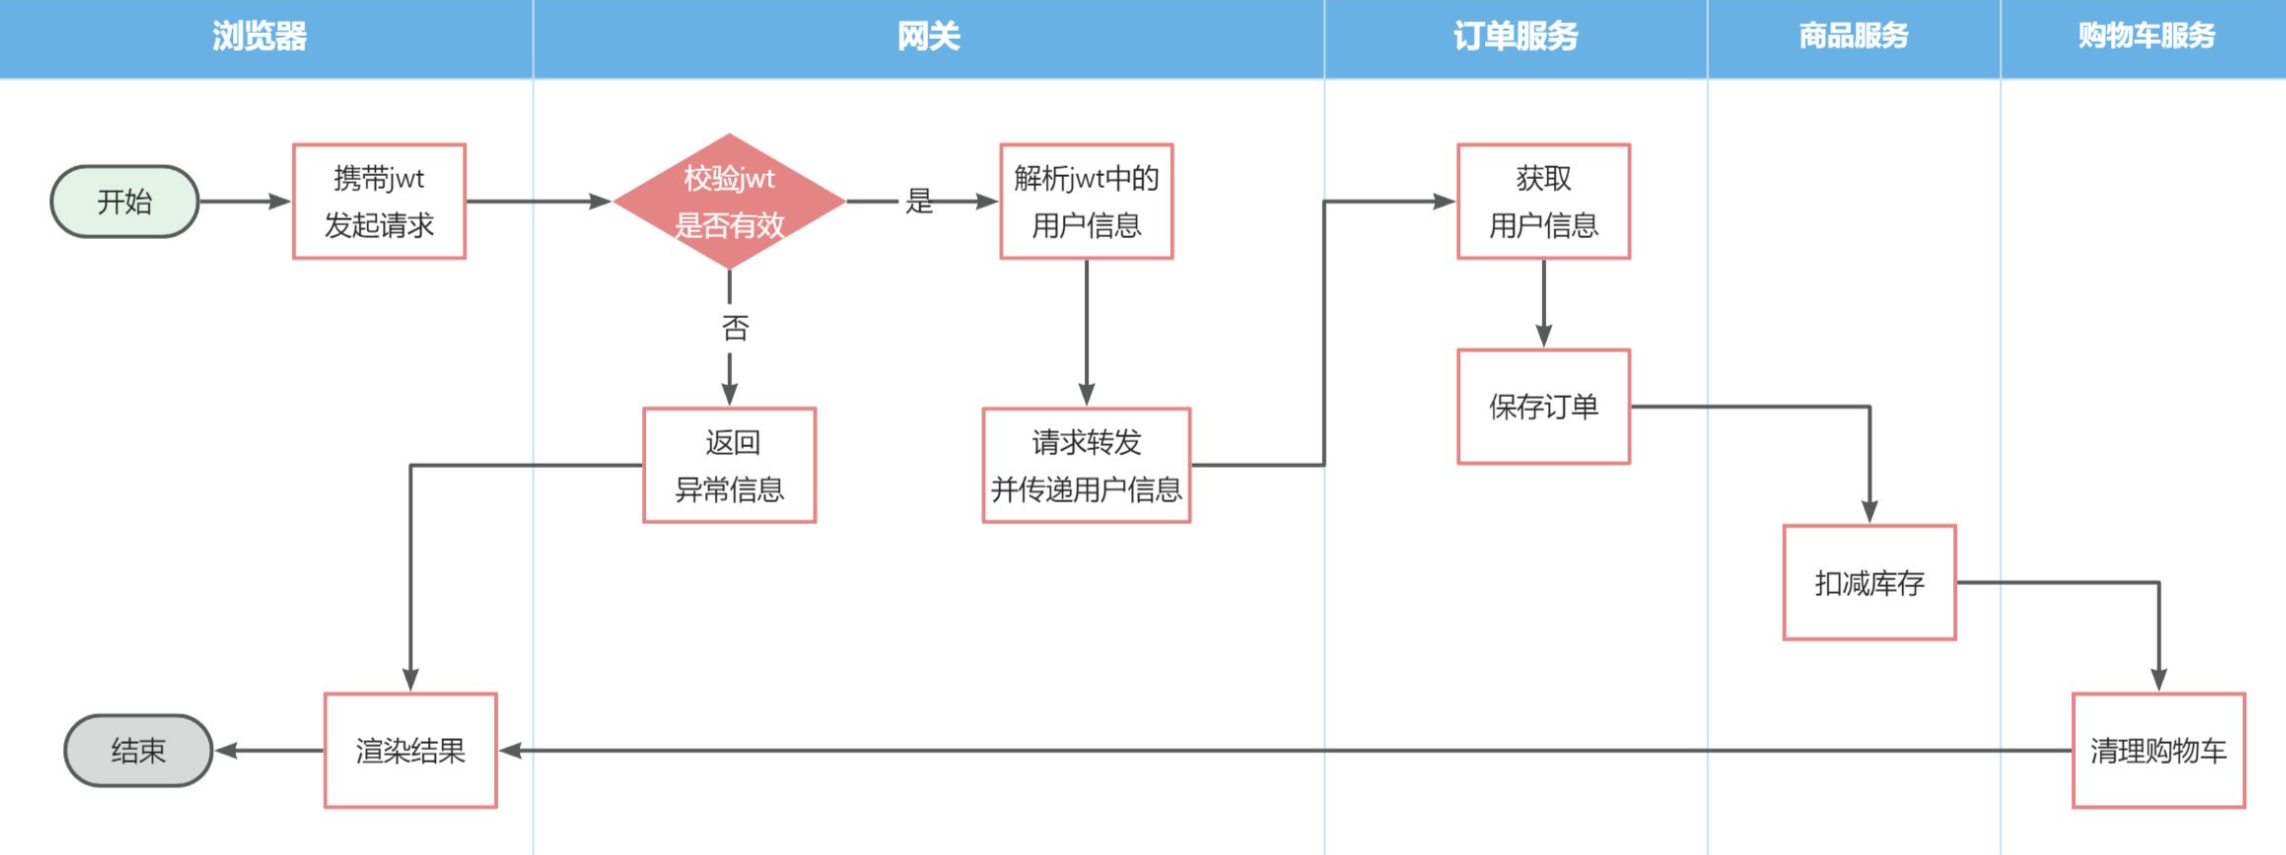 浏览器
网关
订单服务
商品服务
购物车服务
开始
携带jwt
发起请求
校验jwt
是否有效
是
解析jwt中的
用户信息
获取
用户信息
否
返回
异常信息
请求转发
并传递用户信息
保存订单
扣减库存
结束
渲染结果
清理购物车